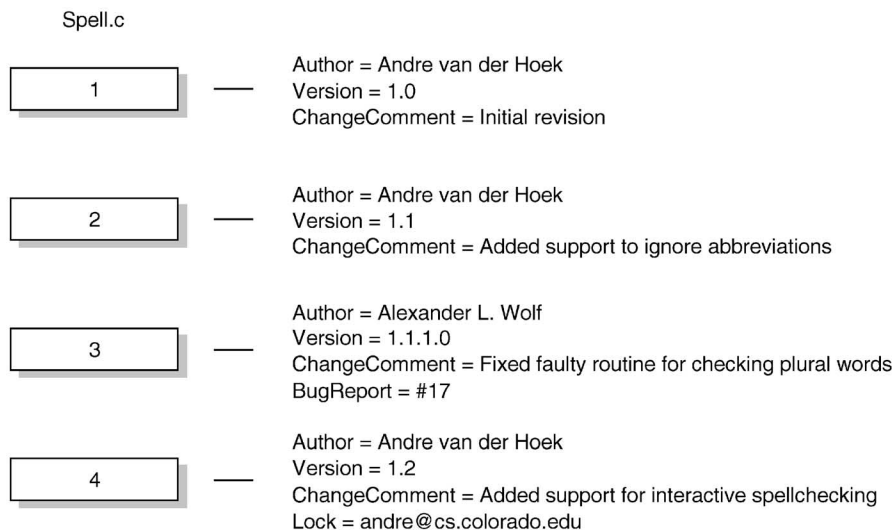 Spell.c
1
Author = Andre van der Hoek
Version = 1.0
ChangeComment = Initial revision
2
Author = Andre van der Hoek
Version = 1.1
ChangeComment = Added support to ignore abbreviations
3
Author = Alexander L. Wolf
Version = 1.1.1.0
ChangeComment = Fixed faulty routine for checking plural words
BugReport = #17
4
Author = Andre van der Hoek
Version = 1.2
ChangeComment = Added support for interactive spellchecking
Lock = andre@cs.colorado.edu